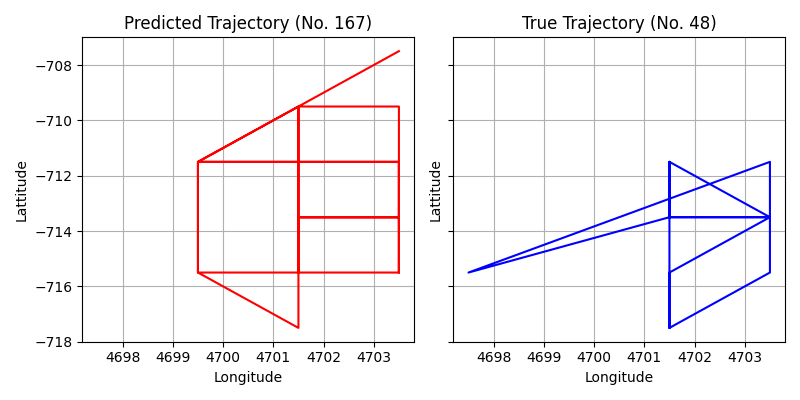 Predicted Trajectory (No. 167)
True Trajectory (No. 48)
Lattitude
−708
−710
−712
−714
−716
−718
Lattitude
4698 4699 4700 4701 4702 4703
4698 4699 4700 4701 4702 4703
Longitude
Longitude